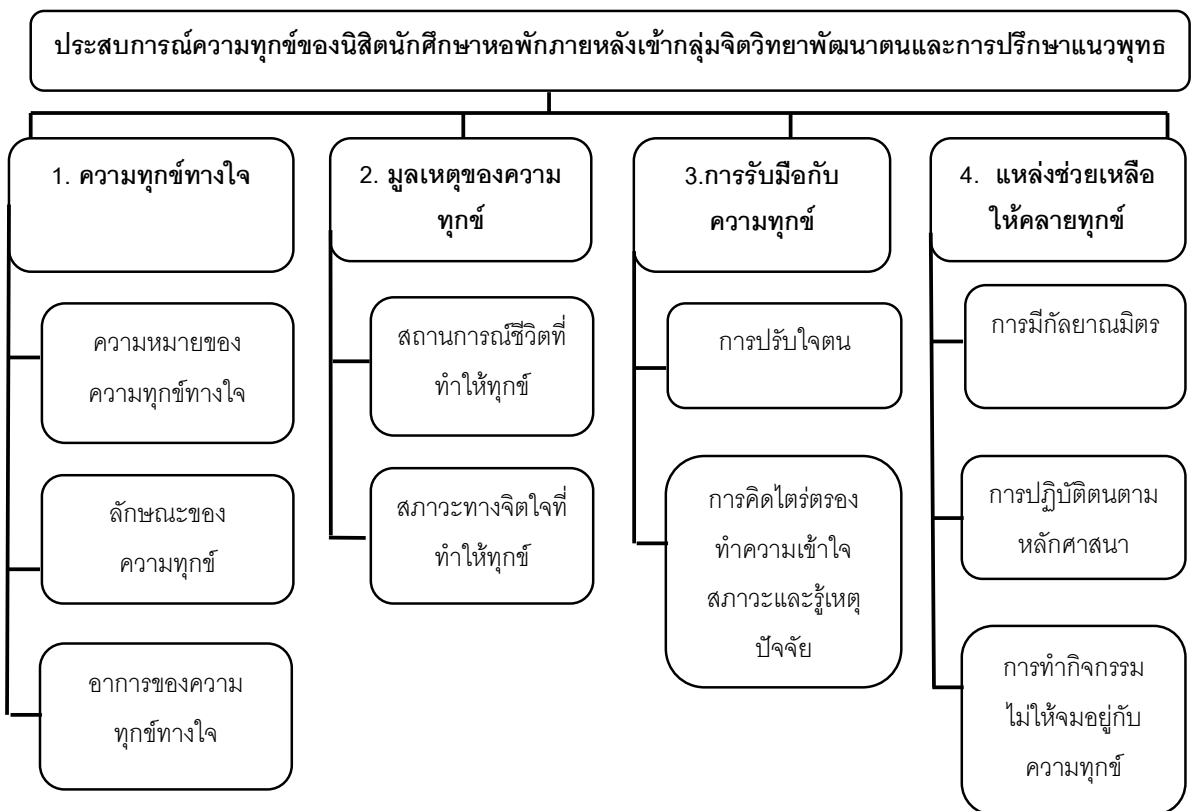 ประสบการณ์ความทุกข์ของนิสิตนักศึกษาหอพักภายหลังเข้ากลุ่มจิตวิทยาพัฒนาตนและการปรึกษาแนวพุทธ
1. ความทุกข์ทางใจ
ความหมายของ
ความทุกข์ทางใจ
ลักษณะของ
ความทุกข์
อาการของความ
ทุกข์ทางใจ
2. มูลเหตุของความ
ทุกข์
สถานการณ์ชีวิตที่
ทำให้ทุกข์
สภาวะทางจิตใจที่
ทำให้ทุกข์
3.การรับมือกับ
ความทุกข์
การปรับใจตน
การคิดไตร่ตรอง
ทำความเข้าใจ
สภาวะและรู้เหตุ
ปัจจัย
4. แหล่งช่วยเหลือ
ให้คลายทุกข์
การมีกัลยาณมิตร
การปฏิบัติตนตาม
หลักศาสนา
การทำกิจกรรม
ไม่ให้จมอยู่กับ
ความทุกข์